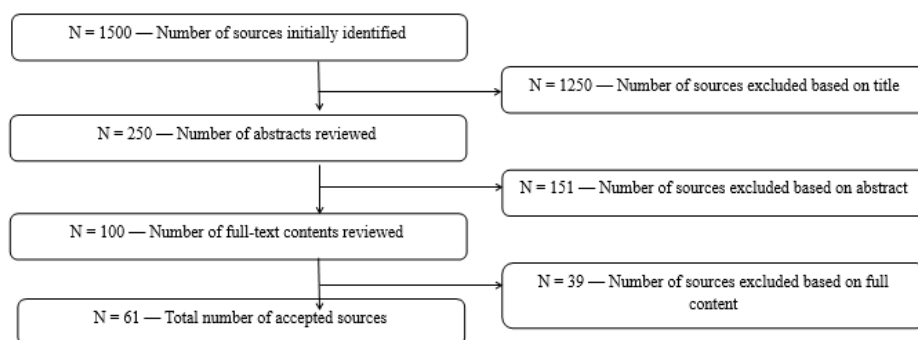 N = 1500 — Number of sources initially identified
N = 1250 — Number of sources excluded based on title
N = 250 — Number of abstracts reviewed
N = 151 — Number of sources excluded based on abstract
N = 100 — Number of full-text contents reviewed
N = 39 — Number of sources excluded based on full
content
N = 61 — Total number of accepted sources